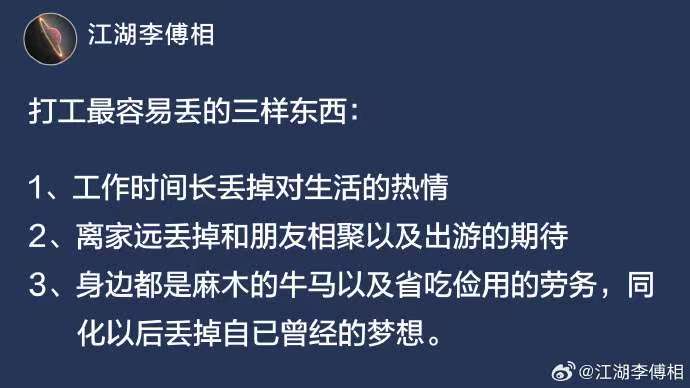 江湖李傅相
打工最容易丢的三样东西：
1、工作时间长丢掉对生活的热情
2、离家远丢掉和朋友相聚以及出游的期待
3、身边都是麻木的牛马以及省吃俭用的劳务，同
化以后丢掉自已曾经的梦想。
@江湖李傅相